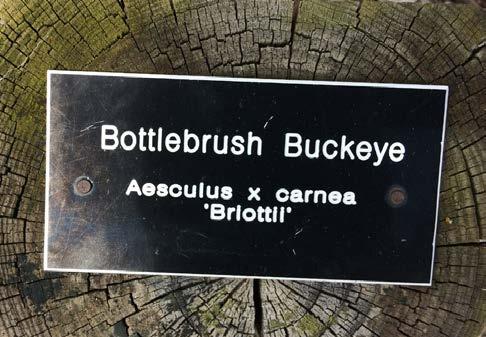 Bottlebrush Buckeye
Aesculus x carnea
'Briottii'